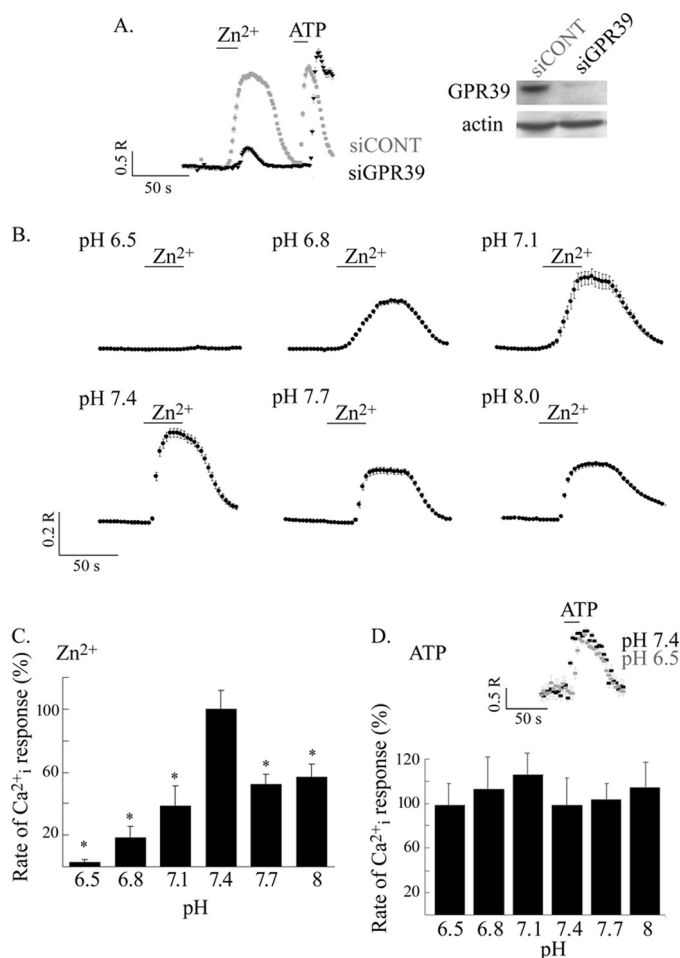 A.
Zn²⁺
ATP
0.5 R
50 s
siCONT
siGPR39
siCONT
siGPR39
GPR39
actin
B.
pH 6.5
Zn²⁺
pH 6.8
Zn²⁺
pH 7.1
Zn²⁺
pH 7.4
Zn²⁺
pH 7.7
Zn²⁺
pH 8.0
Zn²⁺
0.2 R
50 s
C.
Zn²⁺
Rate of Ca²⁺ᵢ response (%)
100
60
20
* * * * *
6.5 6.8 7.1 7.4 7.7 8
pH
D.
ATP
ATP
pH 7.4
pH 6.5
0.5 R
50 s
Rate of Ca²⁺ᵢ response (%)
120
100
60
20
6.5 6.8 7.1 7.4 7.7 8
pH